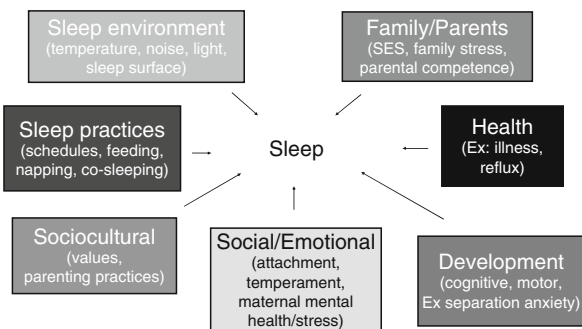 Sleep environment
(temperature, noise, light,
sleep surface)
Family/Parents
(SES, family stress,
parental competence)
Sleep practices
(schedules, feeding,
napping, co-sleeping)
Sleep
Health
(Ex: illness,
reflux)
Sociocultural
(values,
parenting practices)
Social/Emotional
(attachment,
temperament,
maternal mental
health/stress)
Development
(cognitive, motor,
Ex separation anxiety)